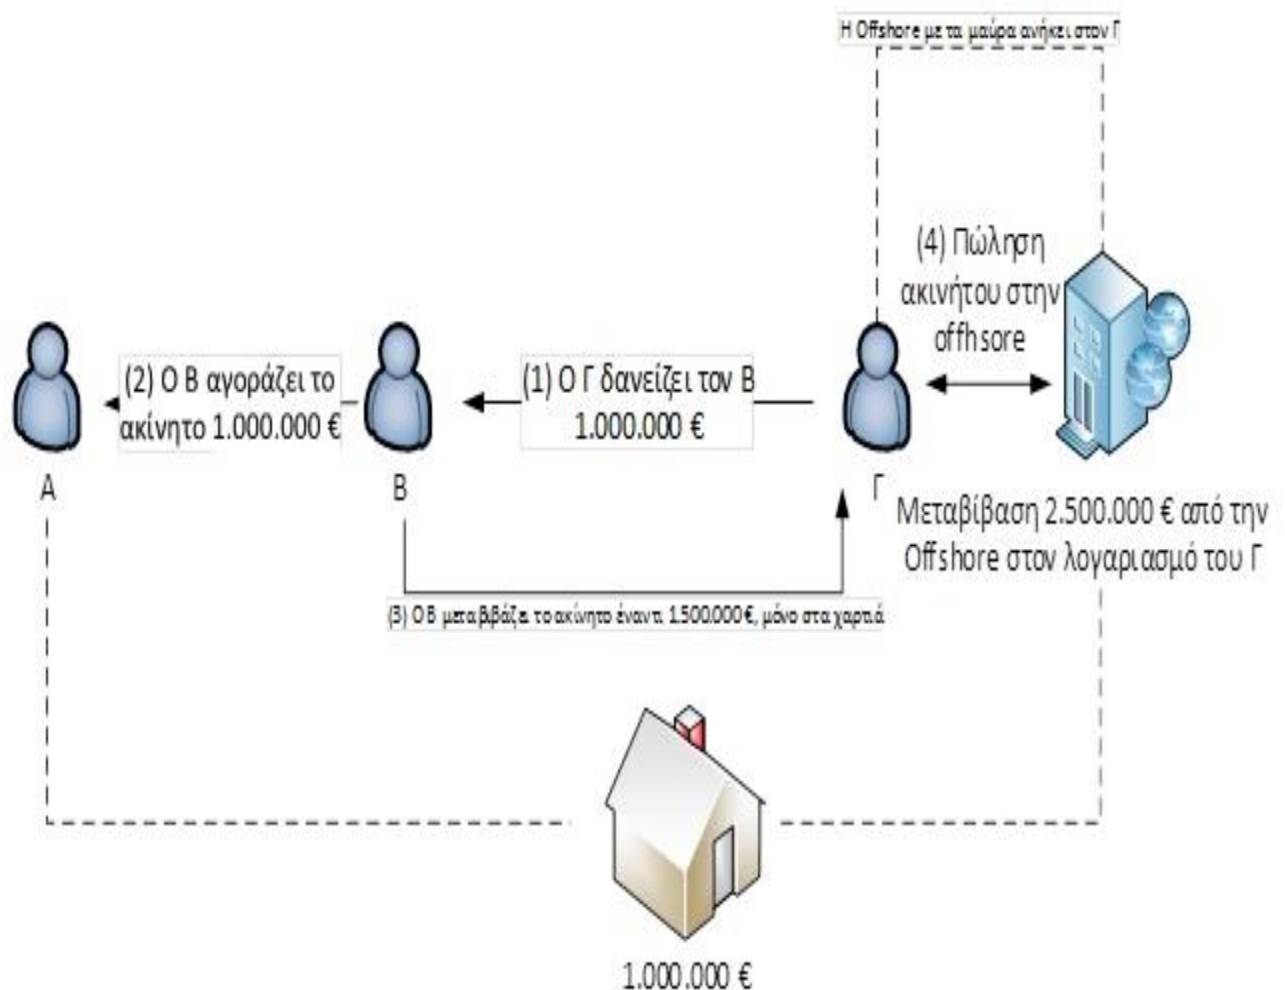 Η Offshore με τα μαύρα ανήκει στον Γ
(4) Πώληση
ακινήτου στην
offhsore
(2) Ο Β αγοράζει το
ακίνητο 1.000.000 €
(1) Ο Γ δανείζει τον Β
1.000.000 €
Α
Β
Γ
Μεταβίβαση 2.500.000 € από την
Offshore στον λογαριασμό του Γ
(3) Ο Β μεταβιβάζει το ακίνητο έναντι 1.500.000 €, μόνο στα χαρτιά
1.000.000 €